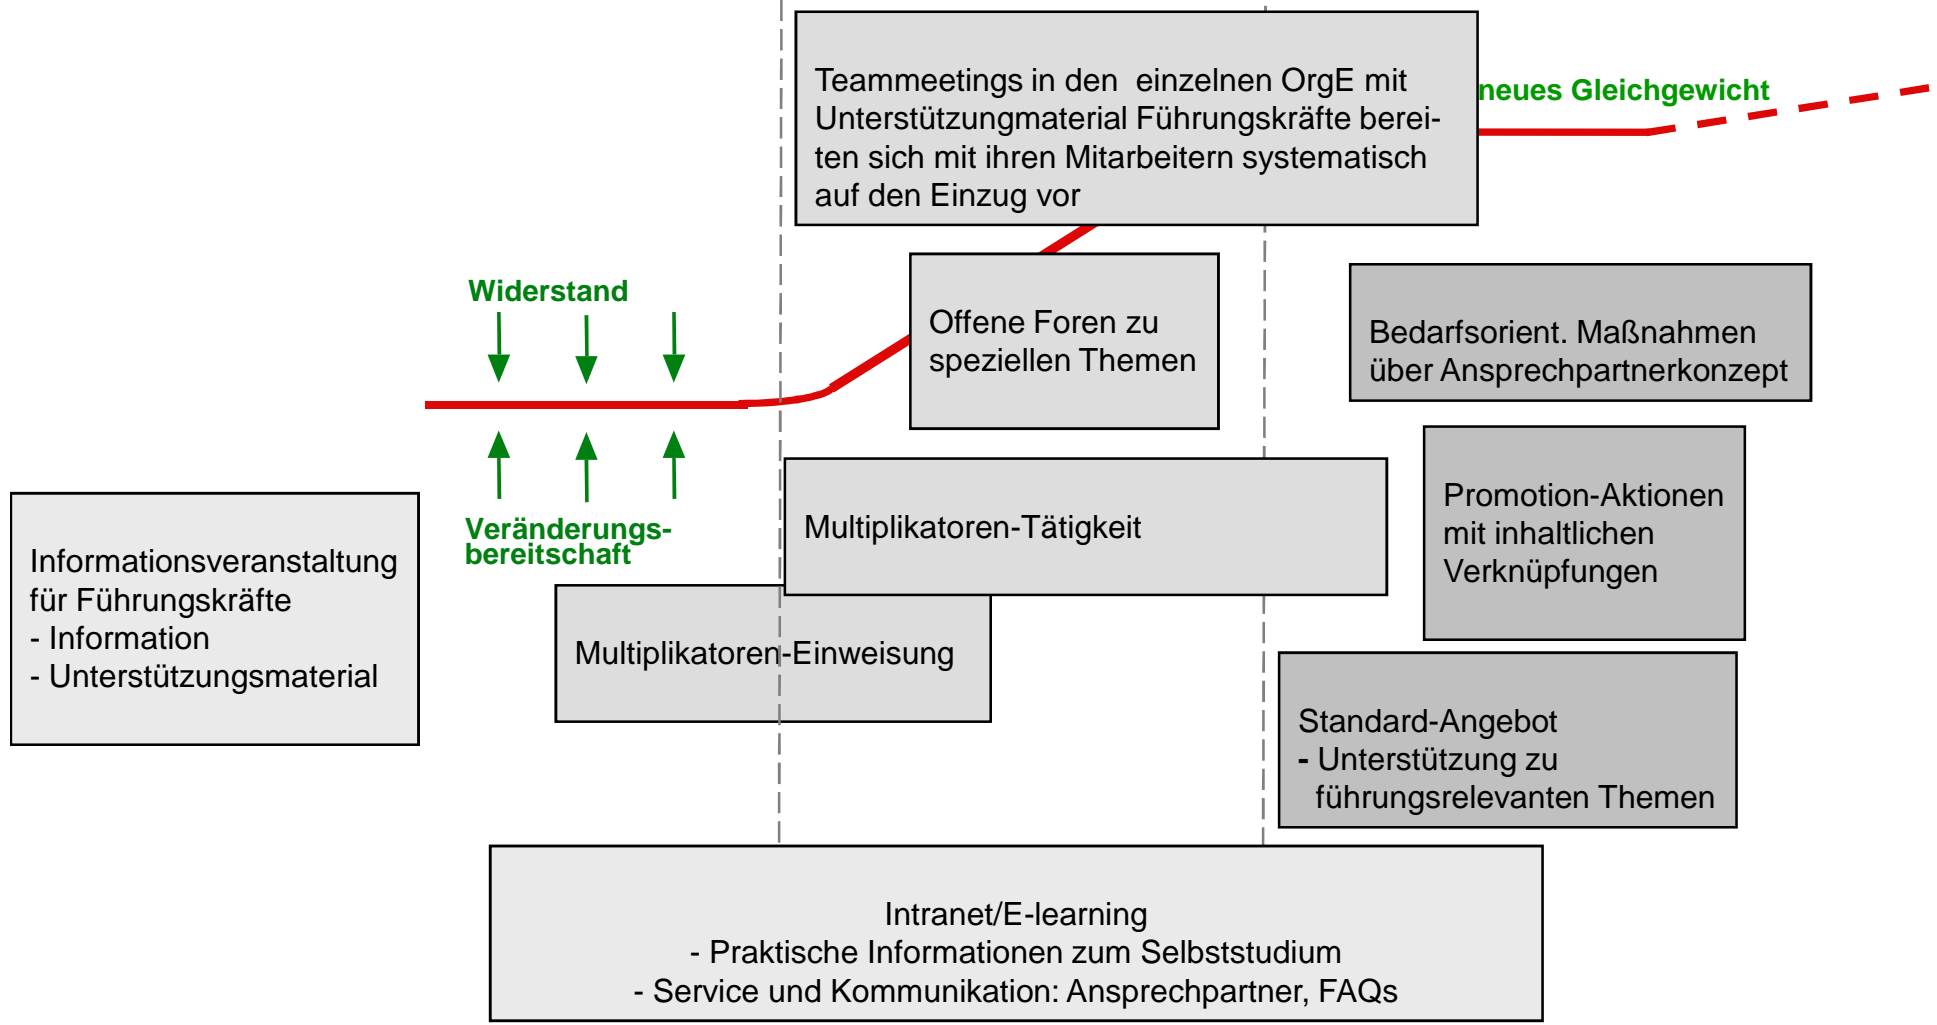 Teammeetings in den einzelnen OrgE mit
Unterstützungmaterial Führungskräfte berei-
ten sich mit ihren Mitarbeitern systematisch
auf den Einzug vor
neues Gleichgewicht
Widerstand
Offene Foren zu
speziellen Themen
Bedarfsorient. Maßnahmen
über Ansprechpartnerkonzept
Veränderungs-
bereitschaft
Multiplikatoren-Tätigkeit
Promotion-Aktionen
mit inhaltlichen
Verknüpfungen
Informationsveranstaltung
für Führungskräfte
- Information
- Unterstützungsmaterial
Multiplikatoren-Einweisung
Standard-Angebot
- Unterstützung zu
führungsrelevanten Themen
Intranet/E-learning
- Praktische Informationen zum Selbststudium
- Service und Kommunikation: Ansprechpartner, FAQs